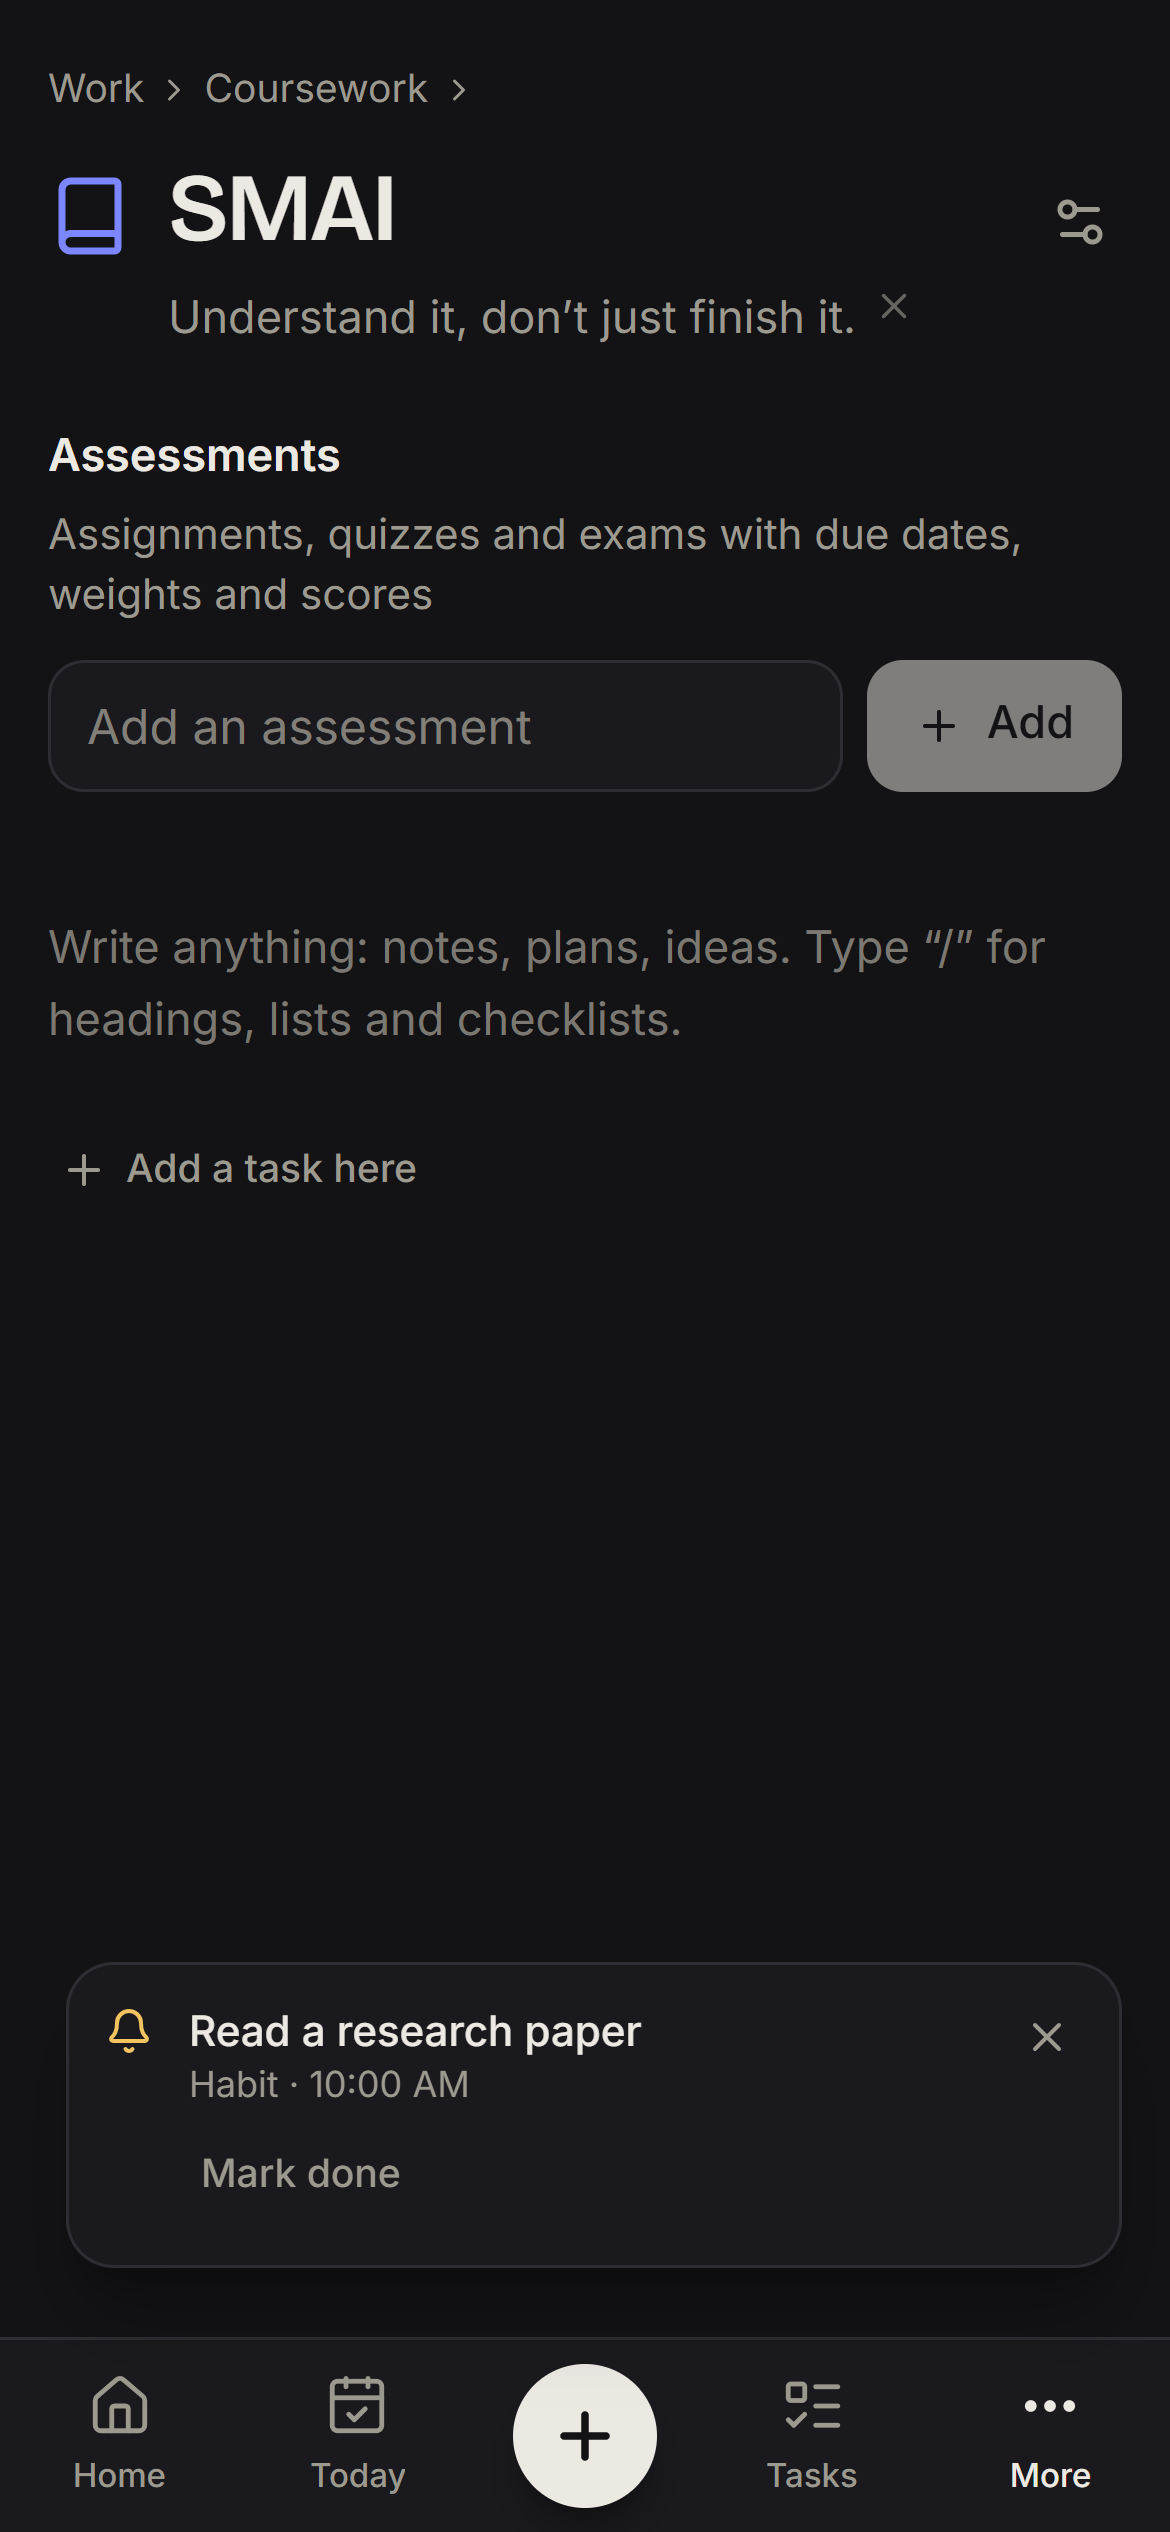 Work > Coursework >
SMAI
Understand it, don’t just finish it.
Assessments
Assignments, quizzes and exams with due dates,
weights and scores
Add an assessment
+ Add
Write anything: notes, plans, ideas. Type “/” for
headings, lists and checklists.
+ Add a task here
Read a research paper
Habit · 10:00 AM
Mark done
Home Today Tasks More